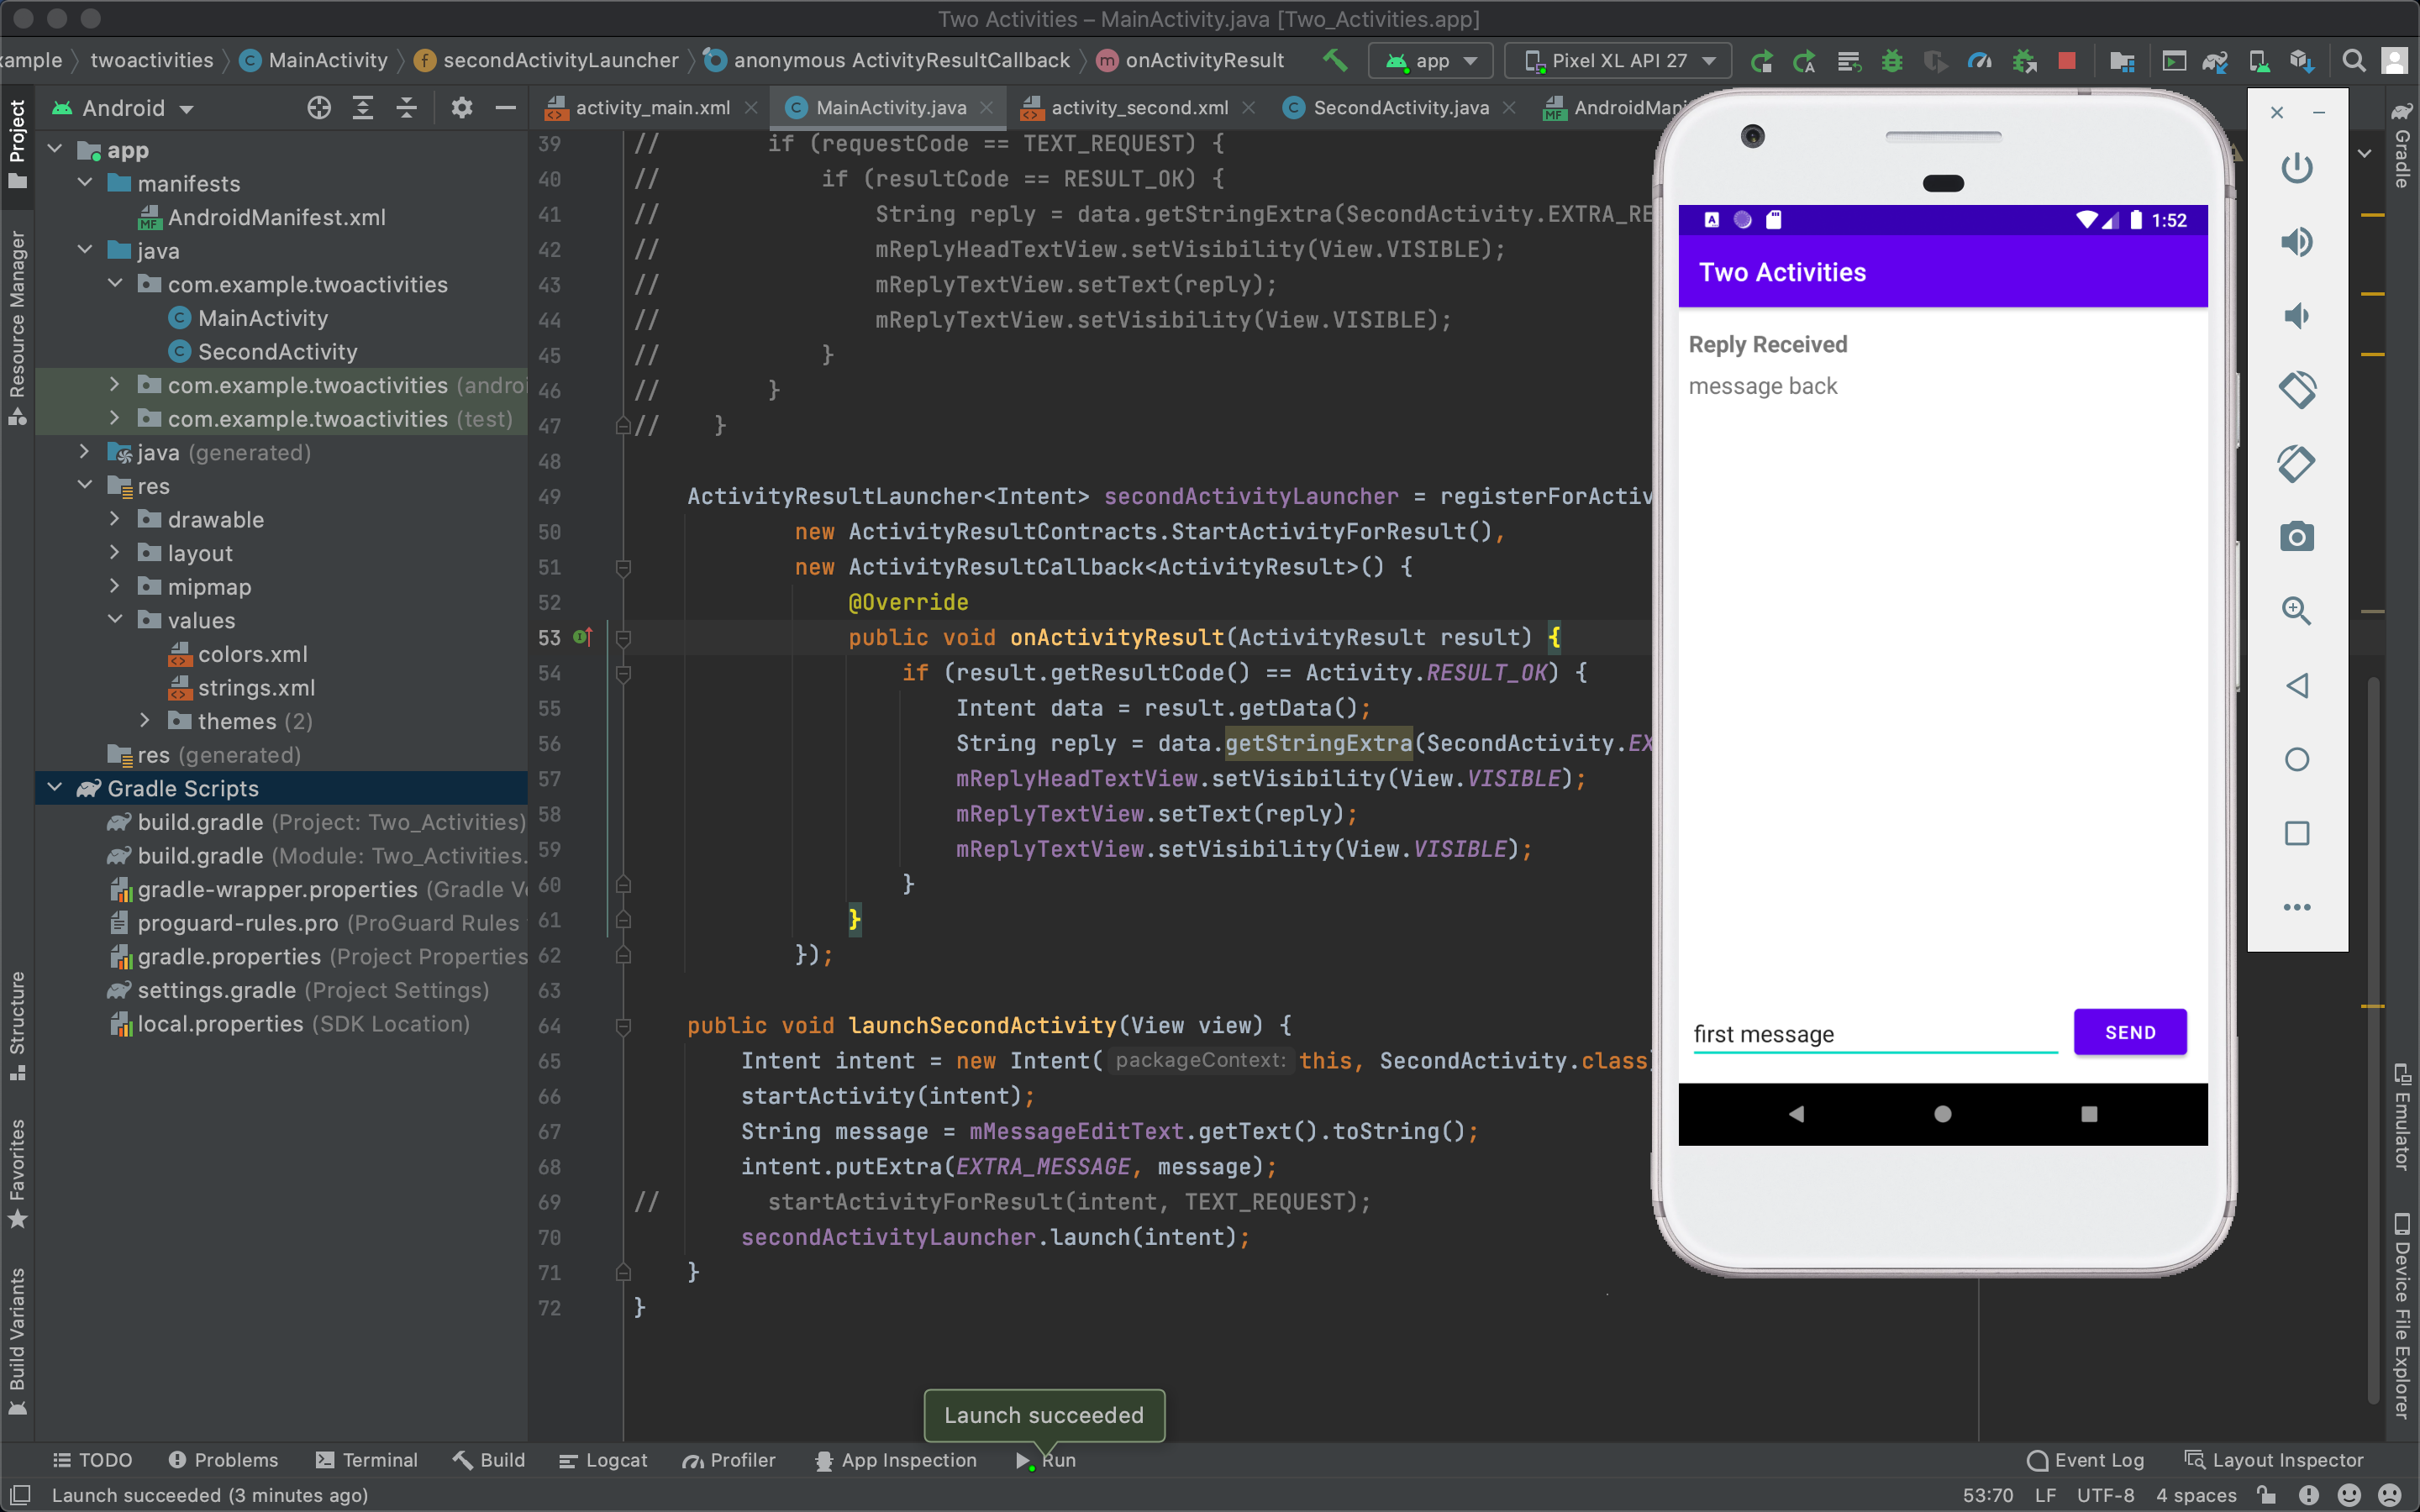 Two Activities – MainActivity.java [Two_Activities.app]
xample twoactivities MainActivity secondActivityLauncher anonymous ActivityResultCallback onActivityResult app Pixel XL API 27
Project
Resource Manager
Structure
Favorites
Build Variants
Android
app
manifests
AndroidManifest.xml
java
com.example.twoactivities
MainActivity
SecondActivity
com.example.twoactivities (androi
com.example.twoactivities (test)
java (generated)
res
drawable
layout
mipmap
values
colors.xml
strings.xml
themes (2)
res (generated)
Gradle Scripts
build.gradle (Project: Two_Activities)
build.gradle (Module: Two_Activities.
gradle-wrapper.properties (Gradle Ve
proguard-rules.pro (ProGuard Rules
gradle.properties (Project Properties
settings.gradle (Project Settings)
local.properties (SDK Location)
activity_main.xml MainActivity.java activity_second.xml SecondActivity.java AndroidMani
39 // if (requestCode == TEXT_REQUEST) {
40 // if (resultCode == RESULT_OK) {
41 // String reply = data.getStringExtra(SecondActivity.EXTRA_RE
42 // mReplyHeadTextView.setVisibility(View.VISIBLE);
43 // mReplyTextView.setText(reply);
44 // mReplyTextView.setVisibility(View.VISIBLE);
45 // }
46 // }
47 // }
48
49 ActivityResultLauncher<Intent> secondActivityLauncher = registerForActiv
50 new ActivityResultContracts.StartActivityForResult(),
51 new ActivityResultCallback<ActivityResult>() {
52 @Override
53 public void onActivityResult(ActivityResult result) {
54 if (result.getResultCode() == Activity.RESULT_OK) {
55 Intent data = result.getData();
56 String reply = data.getStringExtra(SecondActivity.EX
57 mReplyHeadTextView.setVisibility(View.VISIBLE);
58 mReplyTextView.setText(reply);
59 mReplyTextView.setVisibility(View.VISIBLE);
60 }
61 }
62 });
63
64 public void launchSecondActivity(View view) {
65 Intent intent = new Intent( packageContext: this, SecondActivity.class
66 startActivity(intent);
67 String message = mMessageEditText.getText().toString();
68 intent.putExtra(EXTRA_MESSAGE, message);
69 // startActivityForResult(intent, TEXT_REQUEST);
70 secondActivityLauncher.launch(intent);
71 }
72 }
1:52
Two Activities
Reply Received
message back
first message
SEND
Gradle
Emulator
Device File Explorer
Launch succeeded
TODO Problems Terminal Build Logcat Profiler App Inspection Run Event Log Layout Inspector
Launch succeeded (3 minutes ago) 53:70 LF UTF-8 4 spaces